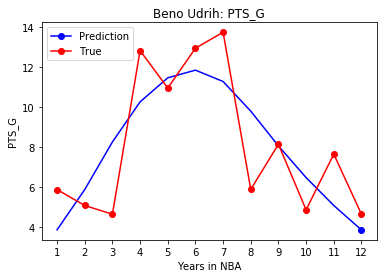 Beno Udrih: PTS_G
Prediction
True
PTS_G
14
12
10
8
6
4
1 2 3 4 5 6 7 8 9 10 11 12
Years in NBA